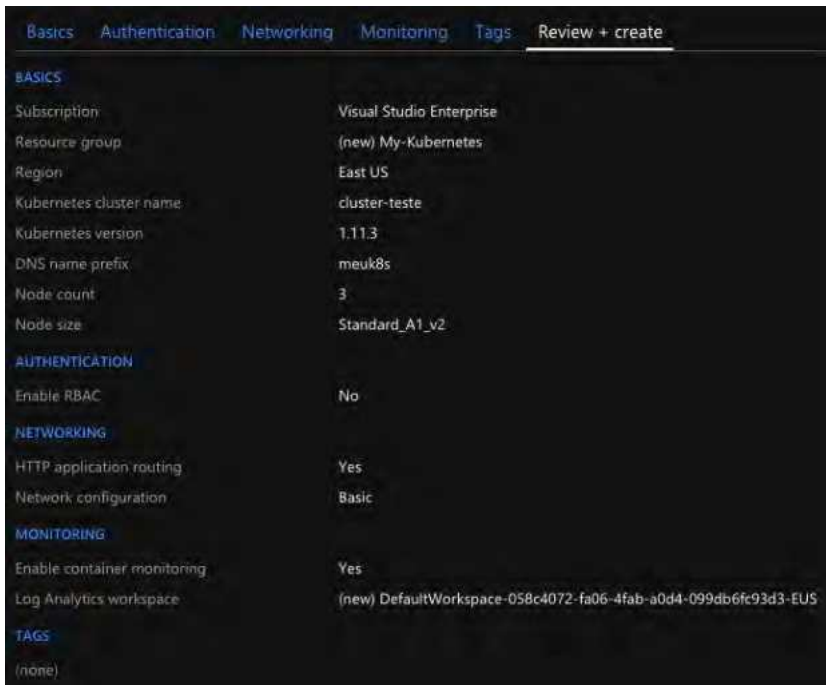 Basics Authentication Networking Monitoring Tags Review + create
BASICS
Subscription Visual Studio Enterprise
Resource group (new) My-Kubernetes
Region East US
Kubernetes cluster name cluster-teste
Kubernetes version 1.11.3
DNS name prefix meuk8s
Node count 3
Node size Standard_A1_v2
AUTHENTICATION
Enable RBAC No
NETWORKING
HTTP application routing Yes
Network configuration Basic
MONITORING
Enable container monitoring Yes
Log Analytics workspace (new) DefaultWorkspace-058c4072-fa06-4fab-a0d4-099db6fc93d3-EUS
TAGS
(none)